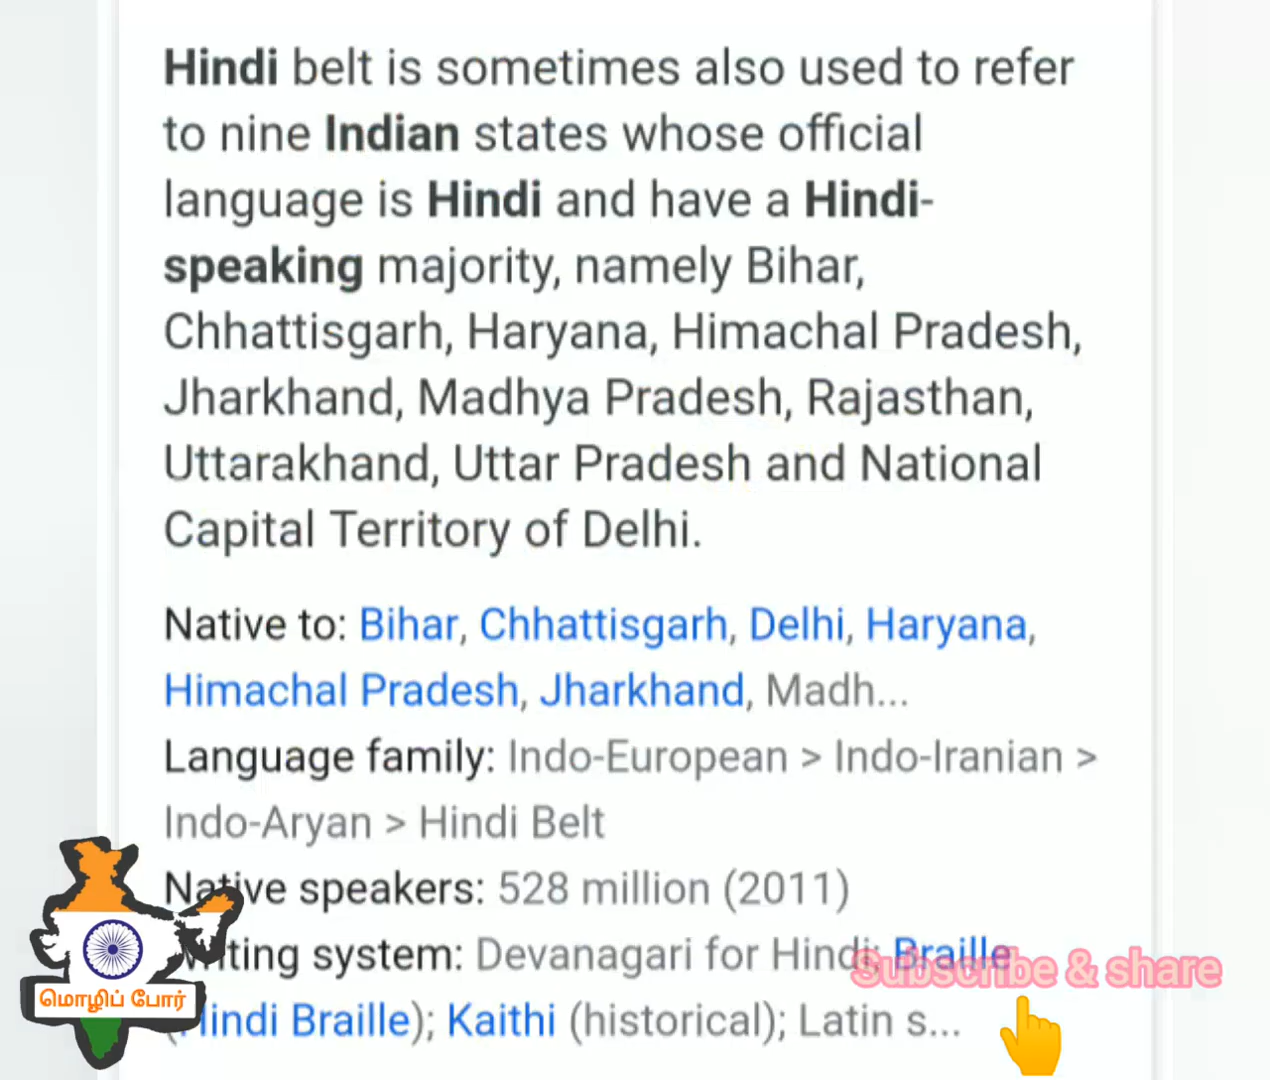 Hindi belt is sometimes also used to refer
to nine Indian states whose official
language is Hindi and have a Hindi-
speaking majority, namely Bihar,
Chhattisgarh, Haryana, Himachal Pradesh,
Jharkhand, Madhya Pradesh, Rajasthan,
Uttarakhand, Uttar Pradesh and National
Capital Territory of Delhi.
Native to: Bihar, Chhattisgarh, Delhi, Haryana,
Himachal Pradesh, Jharkhand, Madh...
Language family: Indo-European > Indo-Iranian >
Indo-Aryan > Hindi Belt
Native speakers: 528 million (2011)
Writing system: Devanagari for Hindi; Braille
(Hindi Braille); Kaithi (historical); Latin s...
Subscribe & share
மொழிப் போர்